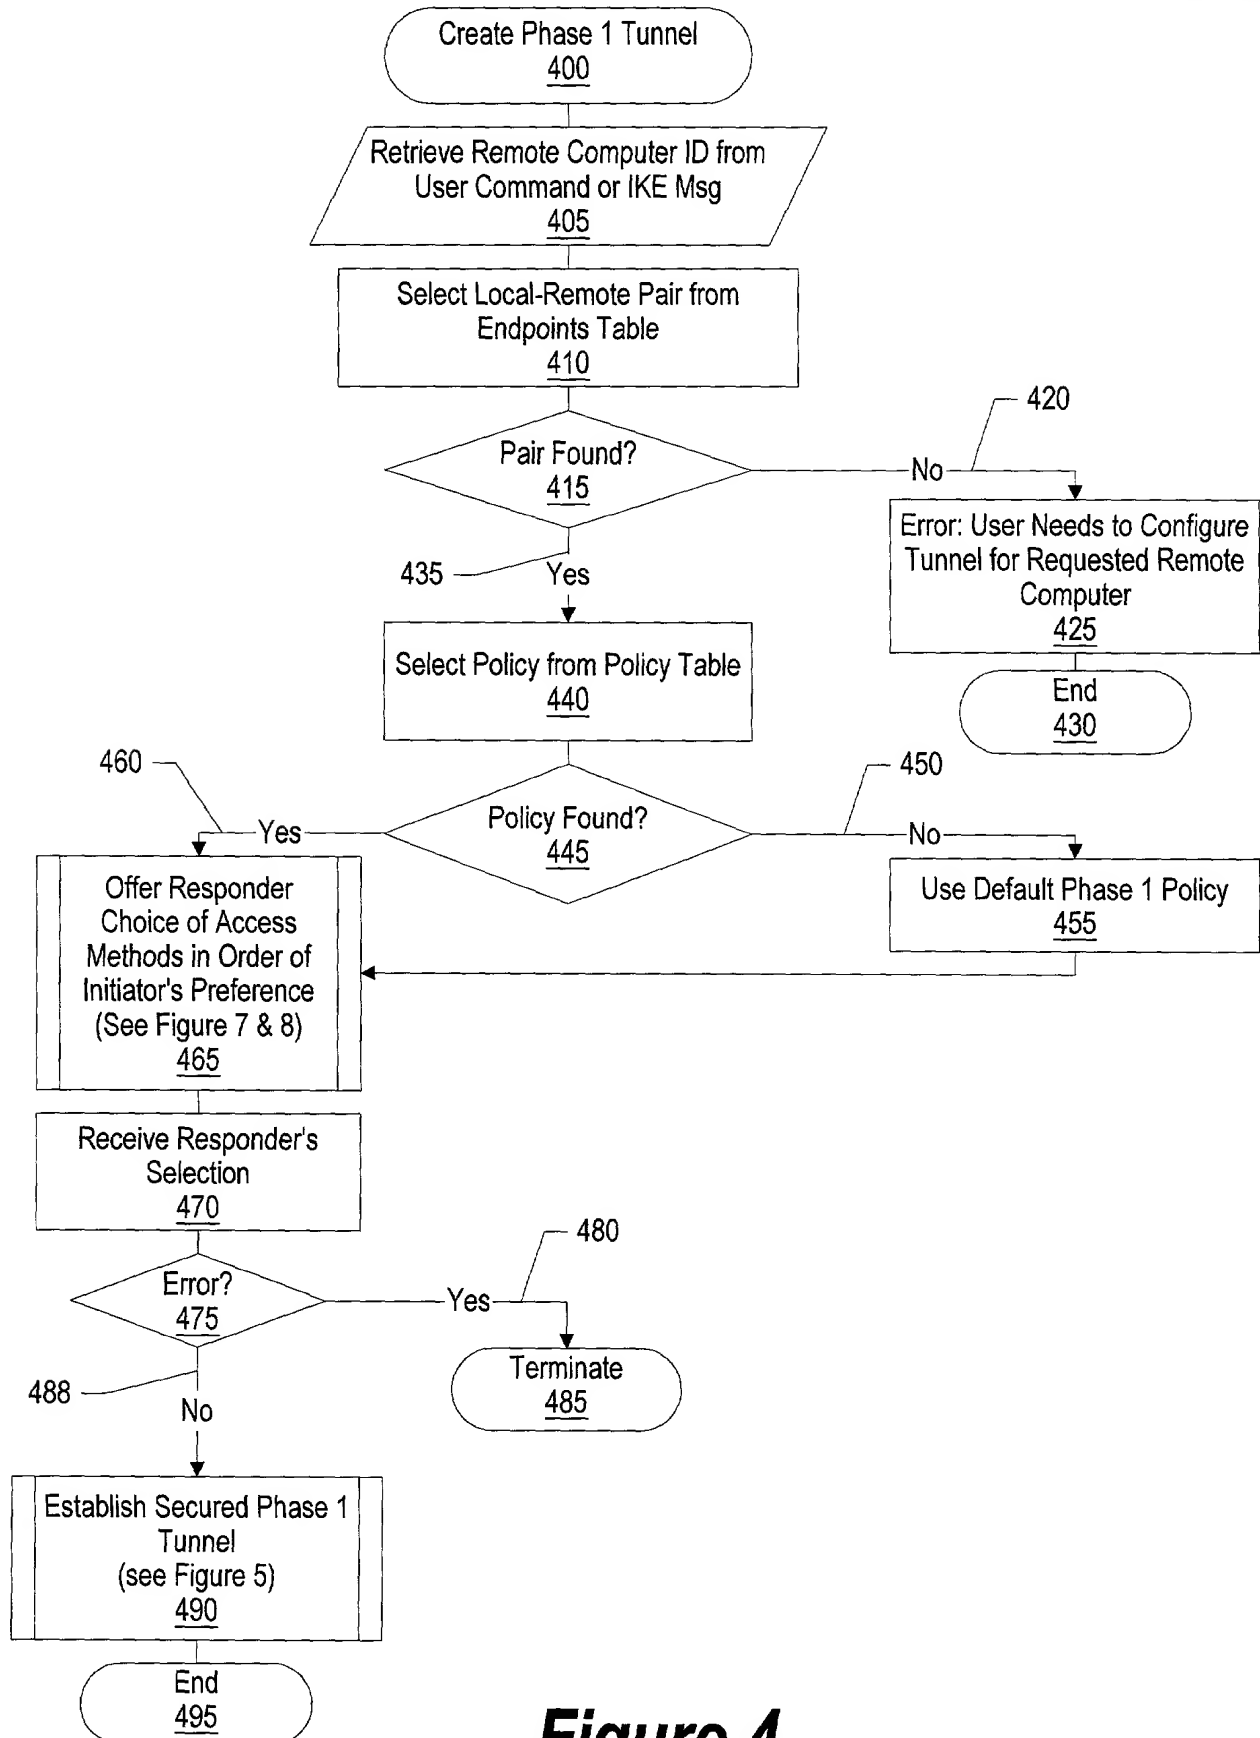 Create Phase 1 Tunnel
400
Retrieve Remote Computer ID from
User Command or IKE Msg
405
Select Local-Remote Pair from
Endpoints Table
410
Pair Found?
415
No
420
Error: User Needs to Configure
Tunnel for Requested Remote
Computer
425
End
430
435
Yes
Select Policy from Policy Table
440
Policy Found?
445
460
Yes
450
No
Use Default Phase 1 Policy
455
Offer Responder
Choice of Access
Methods in Order of
Initiator's Preference
(See Figure 7 & 8)
465
Receive Responder's
Selection
470
Error?
475
Yes
480
Terminate
485
488
No
Establish Secured Phase 1
Tunnel
(see Figure 5)
490
End
495
Figure 4